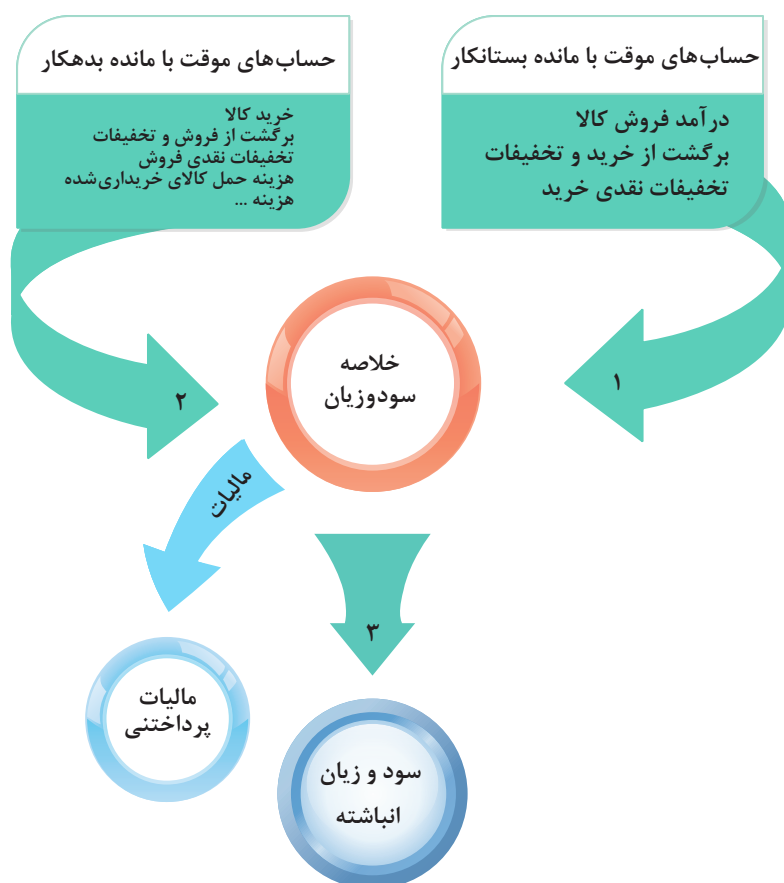 حساب‌های موقت با مانده بستانکار
درآمد فروش کالا
برگشت از خرید و تخفیفات
تخفیفات نقدی خرید
حساب‌های موقت با مانده بدهکار
خرید کالا
برگشت از فروش و تخفیفات
تخفیفات نقدی فروش
هزینه حمل کالای خریداری‌شده
هزینه ...
۱
خلاصه
سودوزیان
۲
مالیات
۳
مالیات
پرداختنی
سود و زیان
انباشته